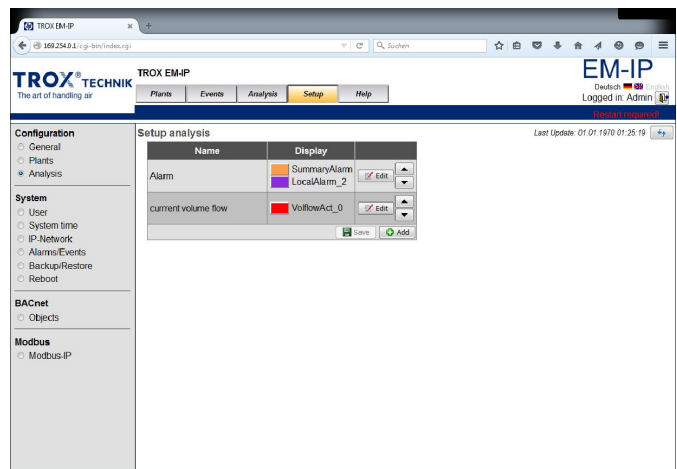 TROX EM-IP
169.254.0.1/cgi-bin/index.cgi
Suchen
TROX® TECHNIK
The art of handling air
TROX EM-IP
Plants Events Analysis Setup Help
EM-IP
Deutsch English
Logged in: Admin
Restart required!
Configuration
General
Plants
Analysis
System
User
System time
IP-Network
Alarms/Events
Backup/Restore
Reboot
BACnet
Objects
Modbus
Modbus-IP
Setup analysis
Last Update: 01.01.1970 01:25:19
Name Display
Alarm SummaryAlarm Edit
LocalAlarm_2
currrent volume flow VolflowAct_0 Edit
Save Add